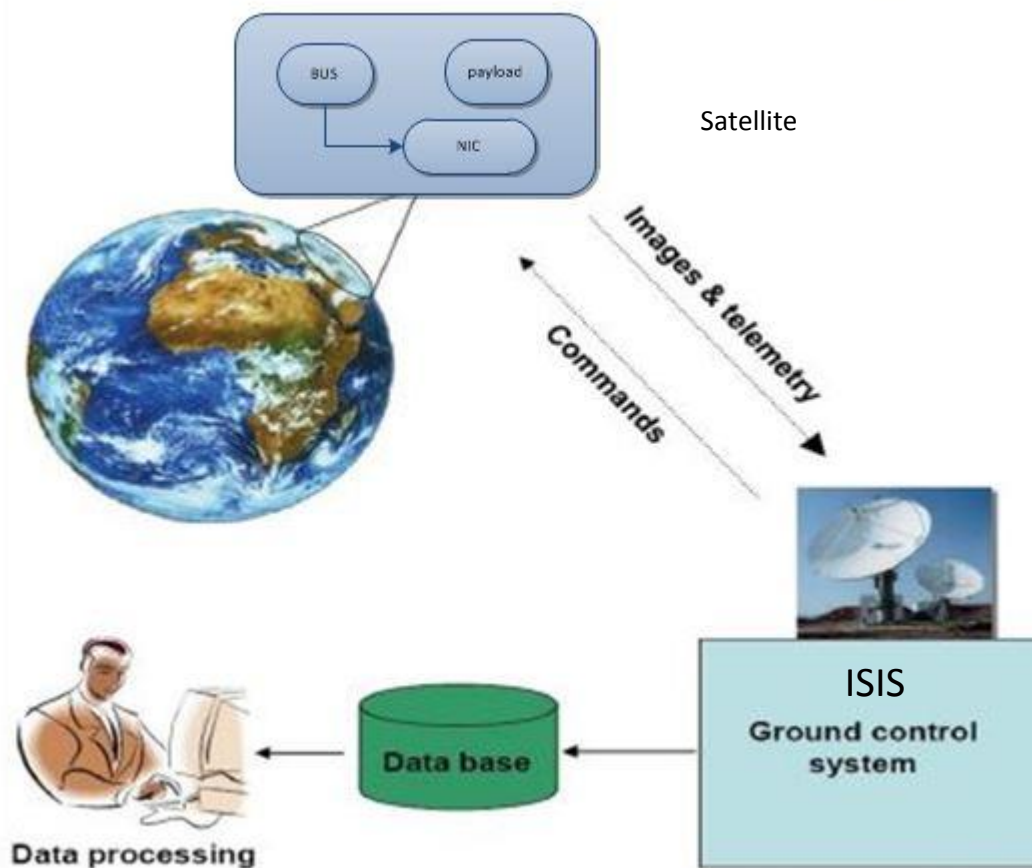 BUS
payload
NIC
Satellite
Images & telemetry
Commands
ISIS
Ground control
system
Data base
Data processing